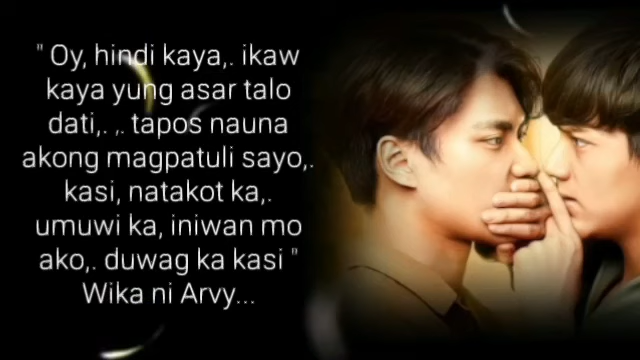 " Oy, hindi kaya,. ikaw
kaya yung asar talo
dati,. ,. tapos nauna
akong magpatuli sayo,.
kasi, natakot ka,.
umuwi ka, iniwan mo
ako,. duwag ka kasi "
Wika ni Arvy...